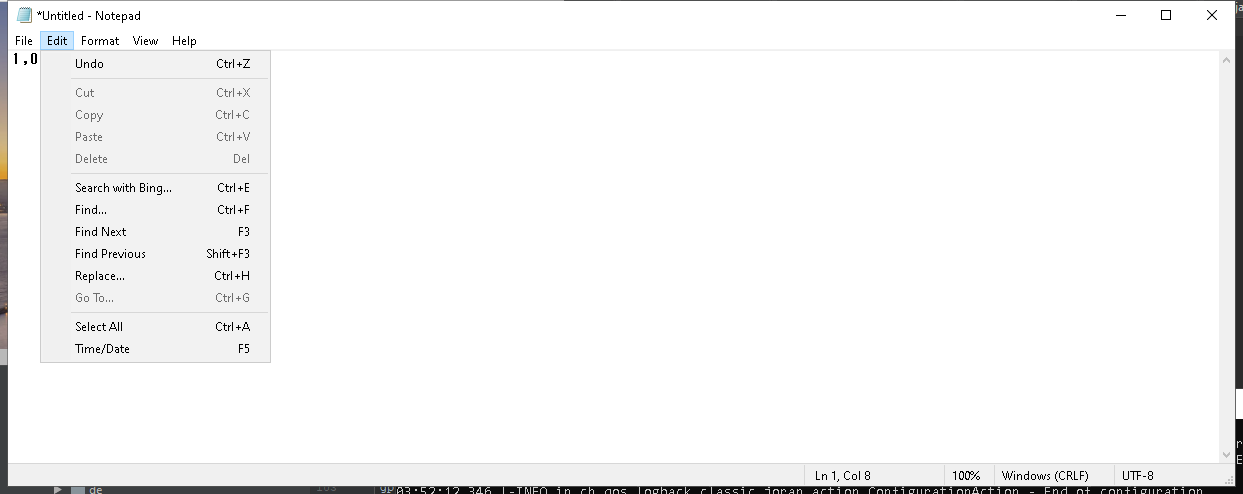 *Untitled - Notepad
File Edit Format View Help
1,0
Undo Ctrl+Z
Cut Ctrl+X
Copy Ctrl+C
Paste Ctrl+V
Delete Del
Search with Bing... Ctrl+E
Find... Ctrl+F
Find Next F3
Find Previous Shift+F3
Replace... Ctrl+H
Go To... Ctrl+G
Select All Ctrl+A
Time/Date F5
Ln 1, Col 8 100% Windows (CRLF) UTF-8
de
03:52:12,346 |-INFO in ch.qos.logback.classic.joran.action.ConfigurationAction - End of configuration